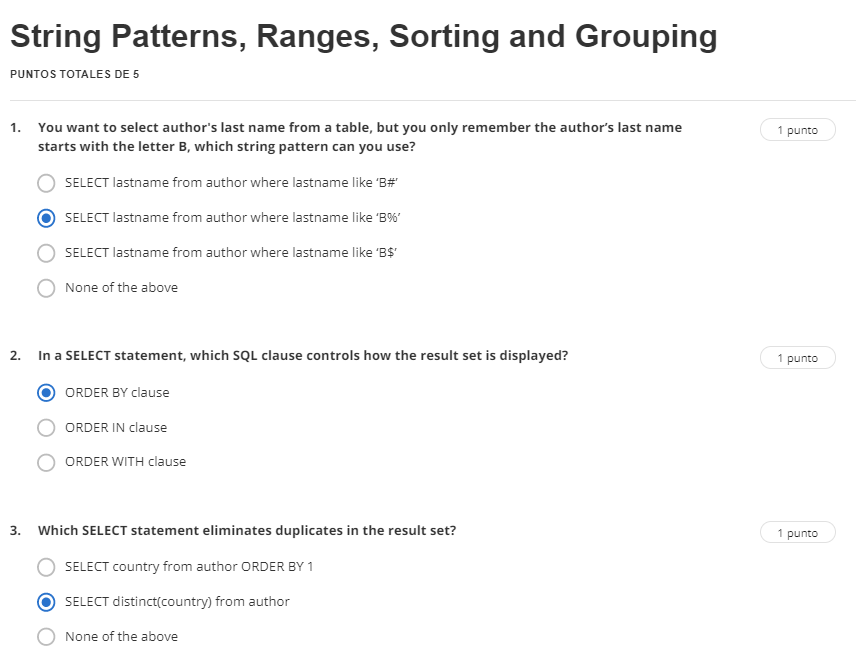 String Patterns, Ranges, Sorting and Grouping
PUNTOS TOTALES DE 5
1. You want to select author's last name from a table, but you only remember the author’s last name
starts with the letter B, which string pattern can you use?
1 punto
SELECT lastname from author where lastname like ‘B#’
SELECT lastname from author where lastname like ‘B%’
SELECT lastname from author where lastname like ‘B$’
None of the above
2. In a SELECT statement, which SQL clause controls how the result set is displayed?
1 punto
ORDER BY clause
ORDER IN clause
ORDER WITH clause
3. Which SELECT statement eliminates duplicates in the result set?
1 punto
SELECT country from author ORDER BY 1
SELECT distinct(country) from author
None of the above